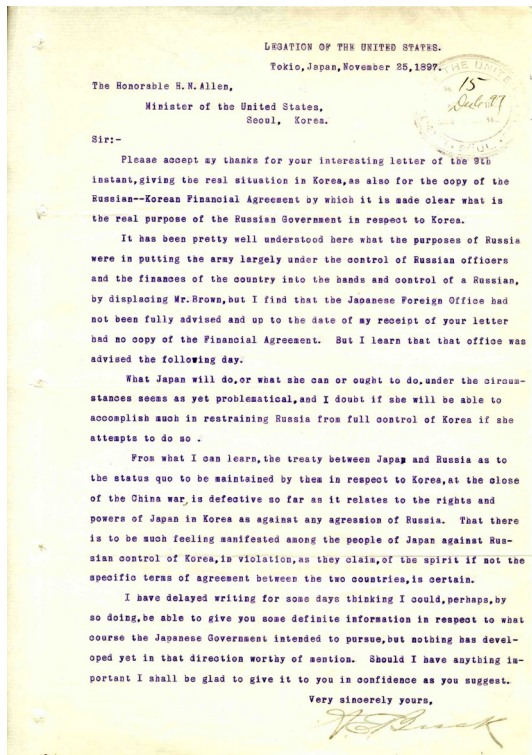 LEGATION OF THE UNITED STATES.
Tokio,Japan,November 25,1897.
THE UNITE
15
Dec 97
SEOUL
The Honorable H.N.Allen,
Minister of the United States,
Seoul, Korea.
Sir:-
Please accept my thanks for your interesting letter of the 9th
instant,giving the real situation in Korea,as also for the copy of the
Russian--Korean Financial Agreement by which it is made clear what is
the real purpose of the Russian Government in respect to Korea.
It has been pretty well understood here what the purposes of Russia
were in putting the army largely under the control of Russian officers
and the finances of the country into the hands and control of a Russian,
by displacing Mr.Brown,but I find that the Japanese Foreign Office had
not been fully advised and up to the date of my receipt of your letter
had no copy of the Financial Agreement. But I learn that that office was
advised the following day.
What Japan will do,or what she can or ought to do,under the circum-
stances seems as yet problematical,and I doubt if she will be able to
accomplish much in restraining Russia from full control of Korea if she
attempts to do so .
From what I can learn,the treaty between Japan and Russia as to
the status quo to be maintained by them in respect to Korea,at the close
of the China war,is defective so far as it relates to the rights and
powers of Japan in Korea as against any agression of Russia. That there
is to be much feeling manifested among the people of Japan against Rus-
sian control of Korea,in violation,as they claim,of the spirit if not the
specific terms of agreement between the two countries,is certain.
I have delayed writing for some days thinking I could,perhaps,by
so doing,be able to give you some definite information in respect to what
course the Japanese Government intended to pursue,but nothing has devel-
oped yet in that direction worthy of mention. Should I have anything im-
portant I shall be glad to give it to you in confidence as you suggest.
Very sincerely yours,
Buck